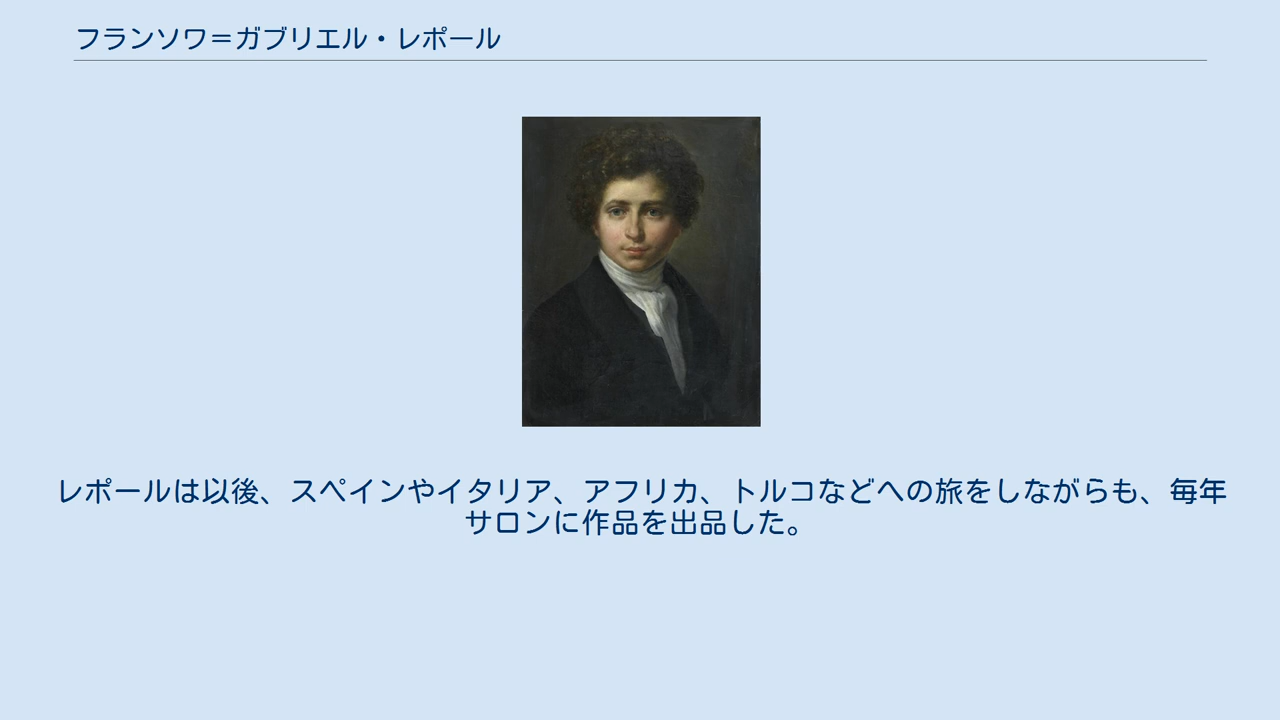 フランソワ＝ガブリエル・レポール
レポールは以後、スペインやイタリア、アフリカ、トルコなどへの旅をしながらも、毎年
サロンに作品を出品した。